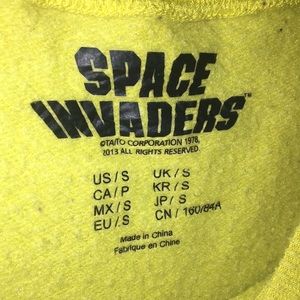 SPACE
INVADERS™
©TAITO CORPORATION 1978,
2013 ALL RIGHTS RESERVED.
US / S UK / S
CA / P KR / S
MX / S JP / S
EU / S CN / 160/84A
Made in China
Fabriqué en Chine